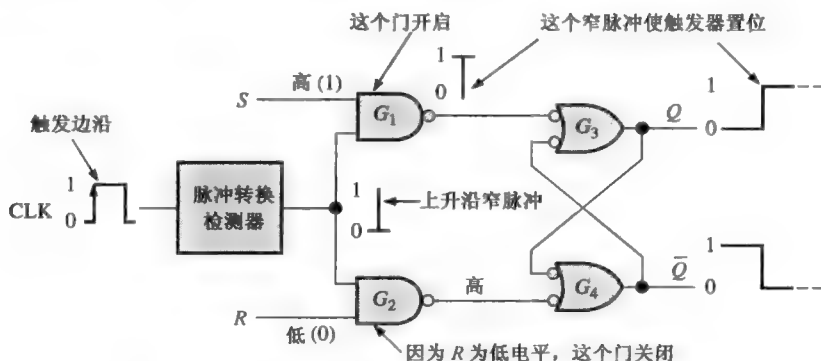 这个门开启
这个窄脉冲使触发器置位
1
0
1
0
S
高 (1)
G₁
G₃
Q
触发边沿
1
0
CLK
脉冲转换
检测器
1
0
上升沿窄脉冲
1
0
G₂
高
G₄
Q̄
R
低 (0)
因为 R 为低电平，这个门关闭